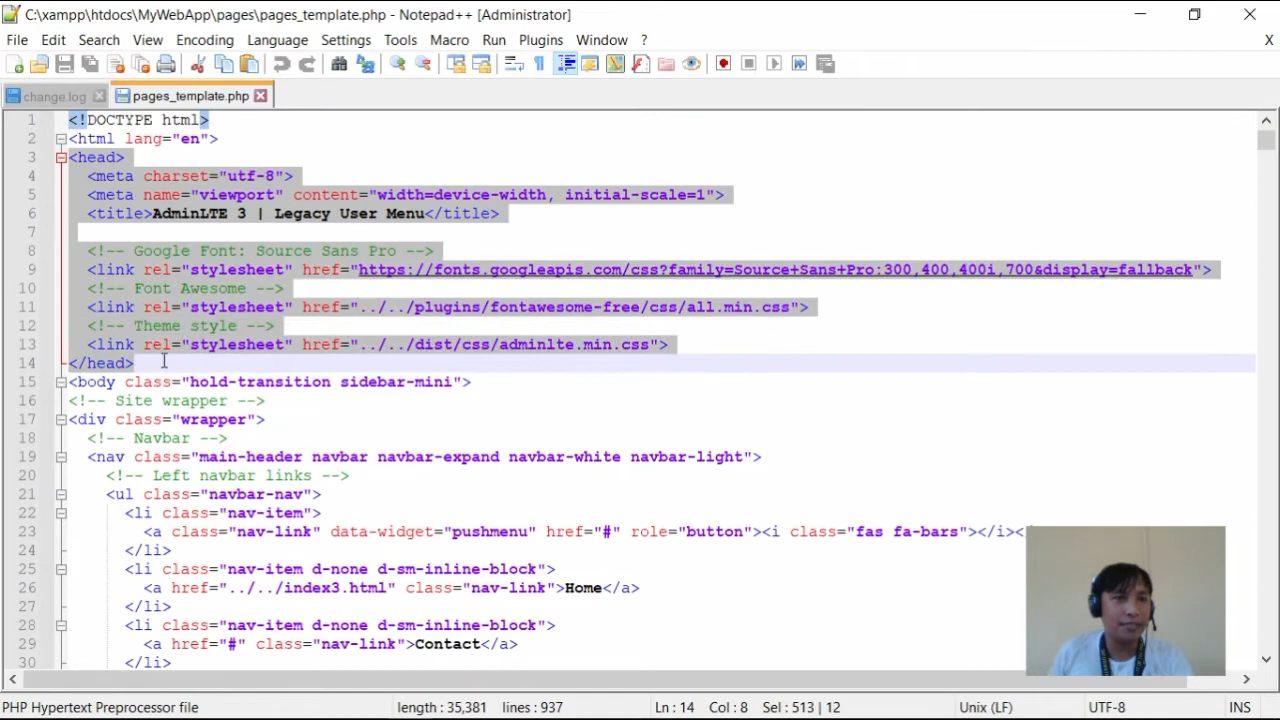 C:\xampp\htdocs\MyWebApp\pages\pages_template.php - Notepad++ [Administrator]
File Edit Search View Encoding Language Settings Tools Macro Run Plugins Window ? X
change.log pages_template.php
1 <!DOCTYPE html>
2 <html lang="en">
3 <head>
4 <meta charset="utf-8">
5 <meta name="viewport" content="width=device-width, initial-scale=1">
6 <title>AdminLTE 3 | Legacy User Menu</title>
7
8 <!-- Google Font: Source Sans Pro -->
9 <link rel="stylesheet" href="https://fonts.googleapis.com/css?family=Source+Sans+Pro:300,400,400i,700&display=fallback">
10 <!-- Font Awesome -->
11 <link rel="stylesheet" href="../../plugins/fontawesome-free/css/all.min.css">
12 <!-- Theme style -->
13 <link rel="stylesheet" href="../../dist/css/adminlte.min.css">
14 </head>
15 <body class="hold-transition sidebar-mini">
16 <!-- Site wrapper -->
17 <div class="wrapper">
18 <!-- Navbar -->
19 <nav class="main-header navbar navbar-expand navbar-white navbar-light">
20 <!-- Left navbar links -->
21 <ul class="navbar-nav">
22 <li class="nav-item">
23 <a class="nav-link" data-widget="pushmenu" href="#" role="button"><i class="fas fa-bars"></i><
24 </li>
25 <li class="nav-item d-none d-sm-inline-block">
26 <a href="../../index3.html" class="nav-link">Home</a>
27 </li>
28 <li class="nav-item d-none d-sm-inline-block">
29 <a href="#" class="nav-link">Contact</a>
30 </li>
PHP Hypertext Preprocessor file length : 35,381 lines : 937 Ln : 14 Col : 8 Sel : 513 | 12 Unix (LF) UTF-8 INS